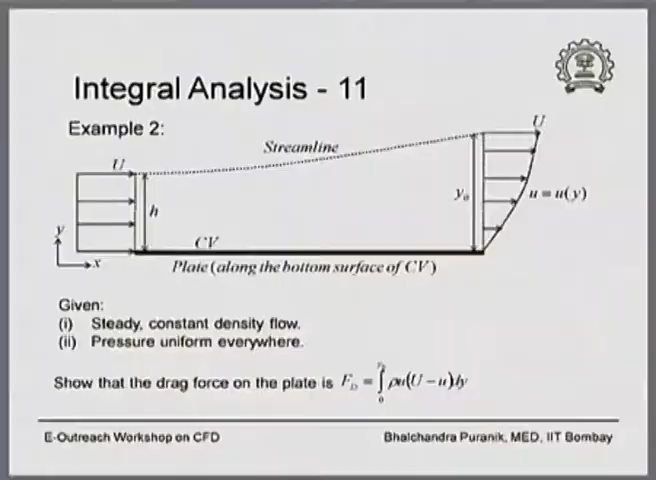 Integral Analysis - 11
Example 2:
U
Streamline
U
h
y₀
u = u(y)
y
x
CV
Plate (along the bottom surface of CV)
Given:
(i) Steady, constant density flow.
(ii) Pressure uniform everywhere.
Show that the drag force on the plate is F_D = ∫₀^{y₀} ρu(U − u)dy
E-Outreach Workshop on CFD
Bhalchandra Puranik, MED, IIT Bombay